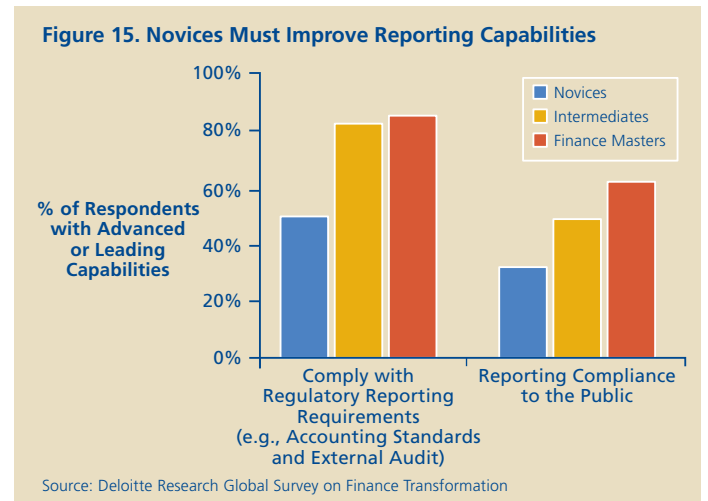 Figure 15. Novices Must Improve Reporting Capabilities
100%
80%
60%
40%
20%
0%
% of Respondents
with Advanced
or Leading
Capabilities
Novices
Intermediates
Finance Masters
Comply with
Regulatory Reporting
Requirements
(e.g., Accounting Standards
and External Audit)
Reporting Compliance
to the Public
Source: Deloitte Research Global Survey on Finance Transformation